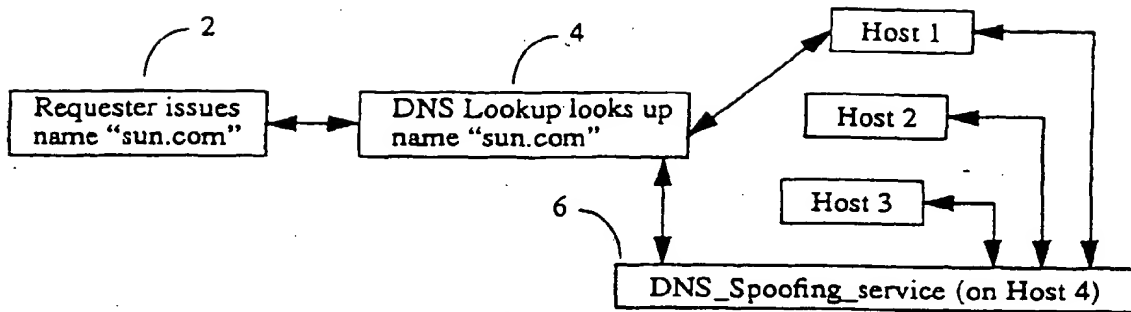 2
4
Requester issues
name “sun.com”
DNS Lookup looks up
name “sun.com”
Host 1
Host 2
Host 3
6
DNS_Spoofing_service (on Host 4)